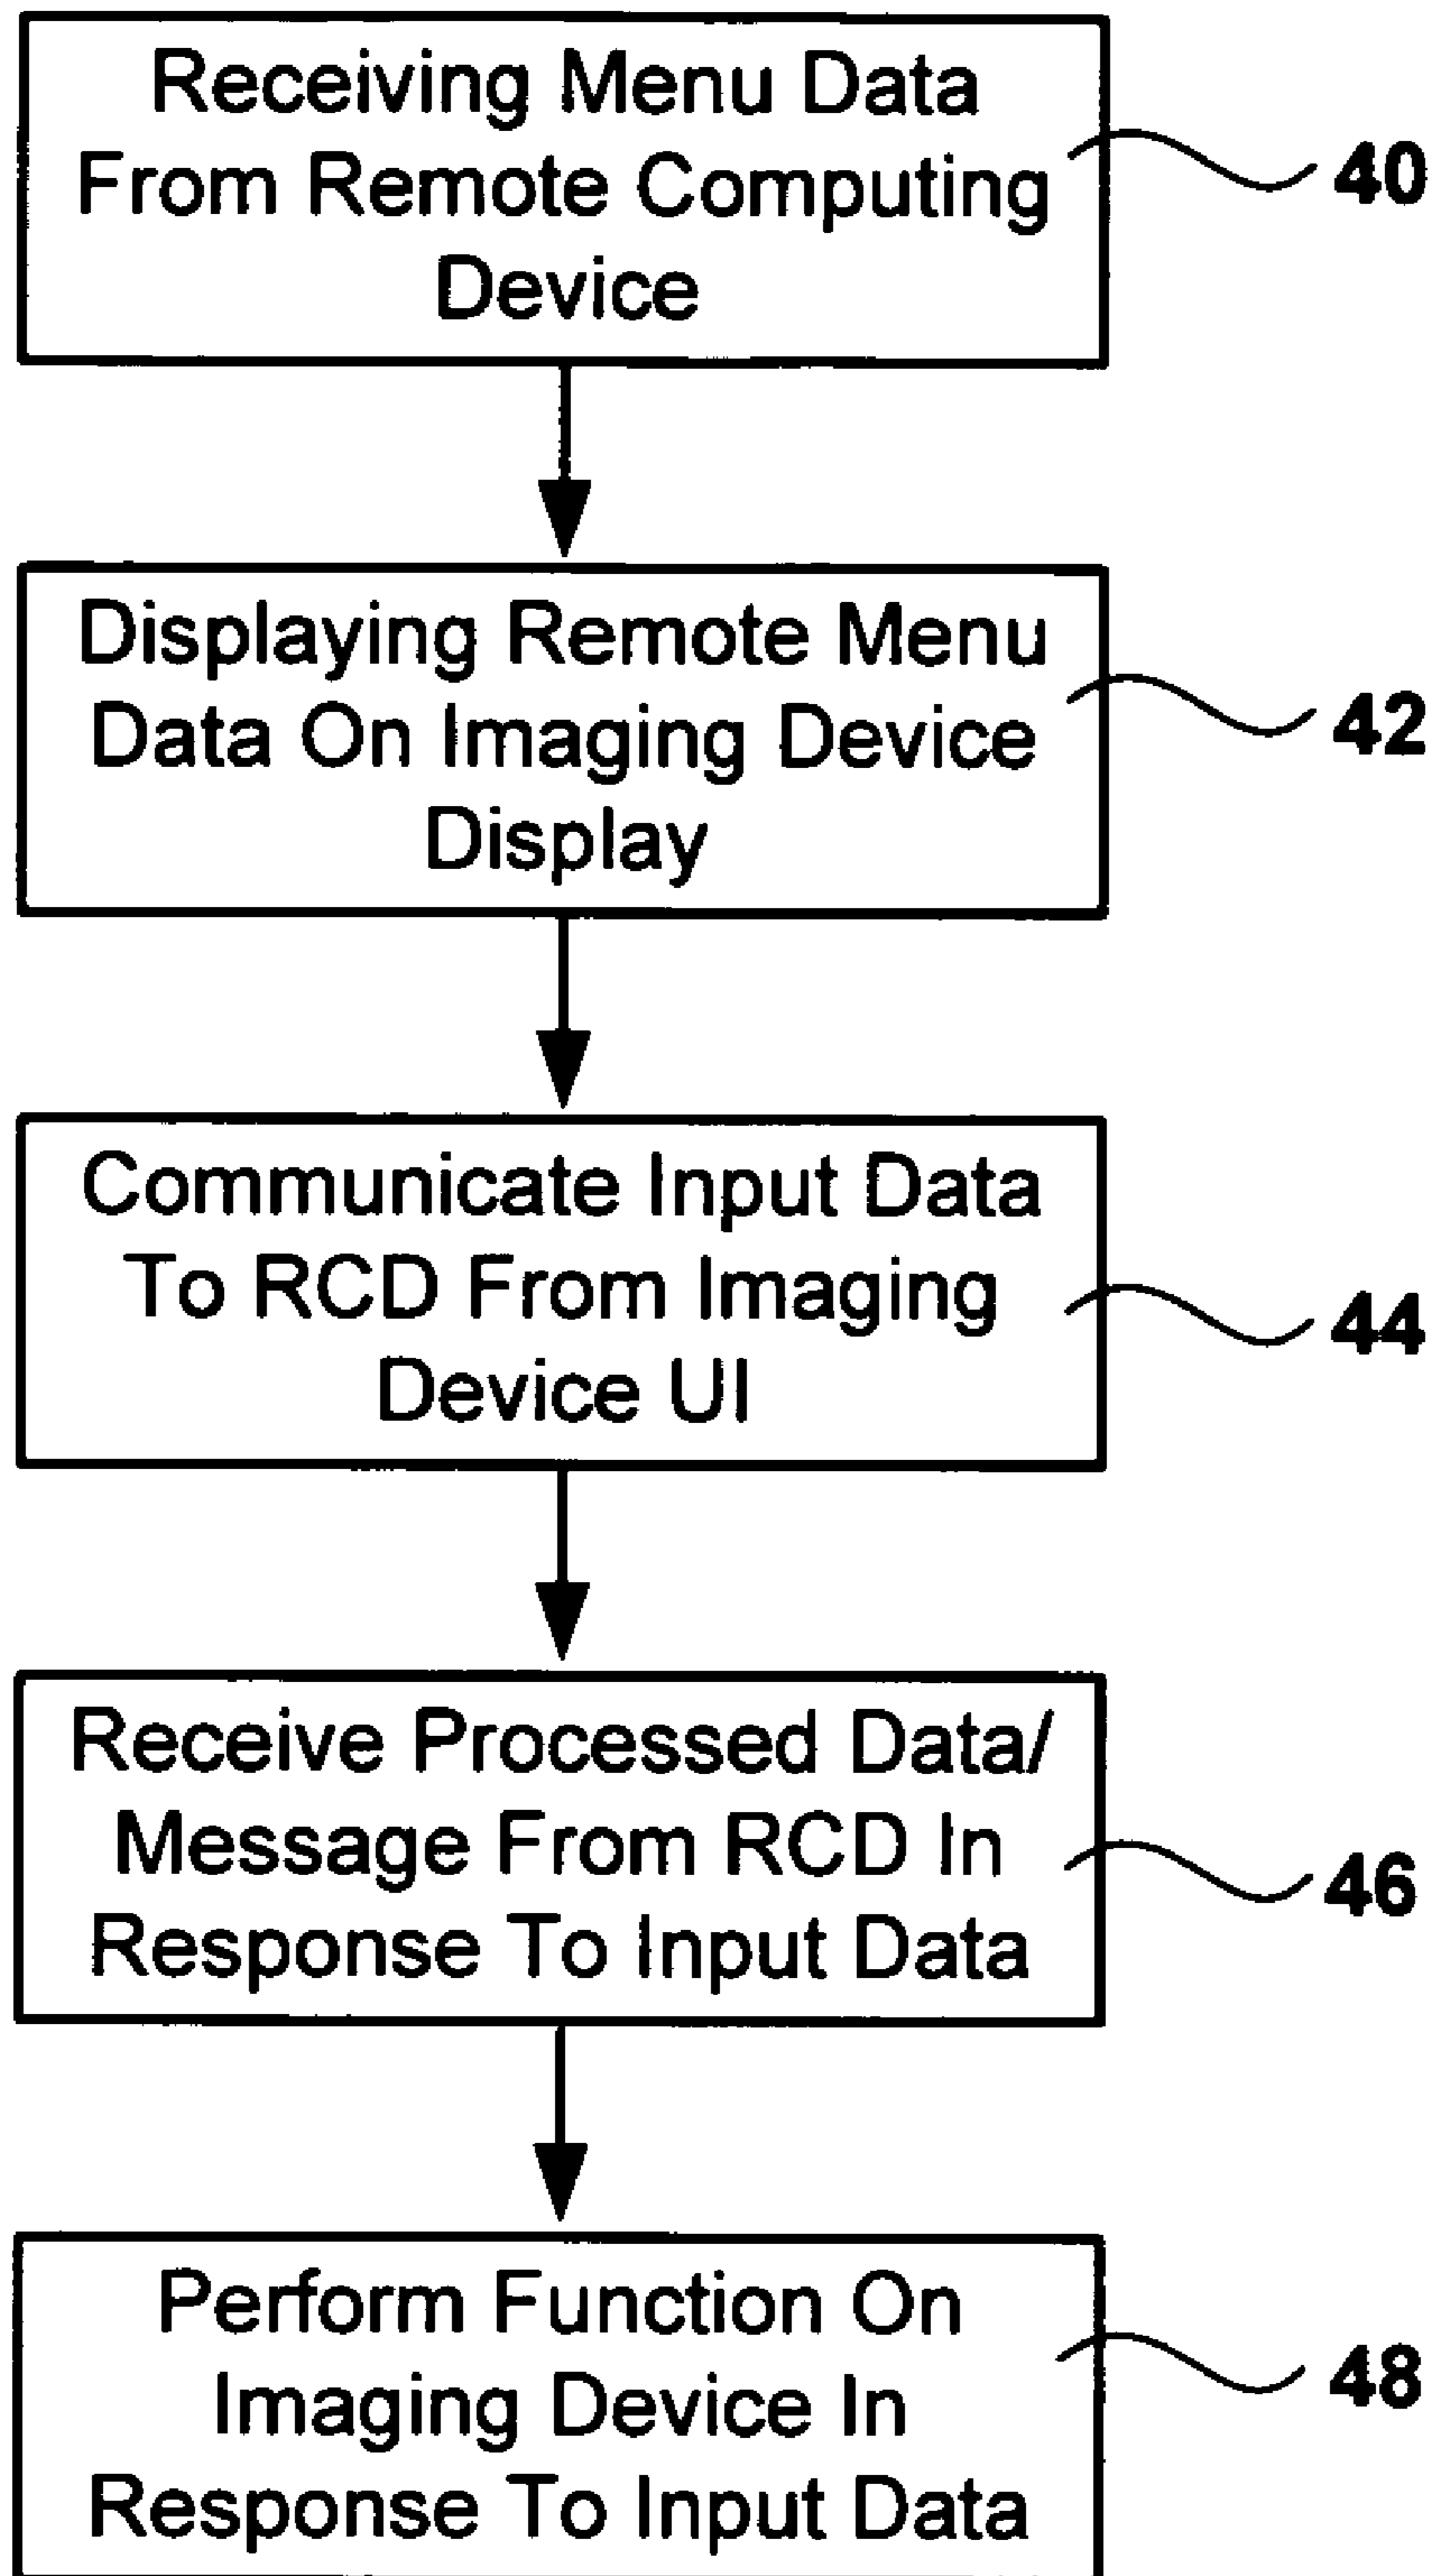 Receiving Menu Data
From Remote Computing
Device
40
Displaying Remote Menu
Data On Imaging Device
Display
42
Communicate Input Data
To RCD From Imaging
Device UI
44
Receive Processed Data/
Message From RCD In
Response To Input Data
46
Perform Function On
Imaging Device In
Response To Input Data
48